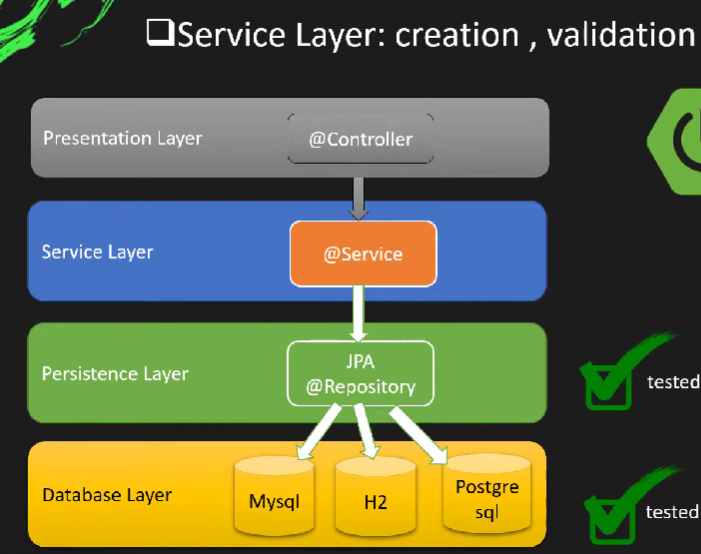 ❑Service Layer: creation , validation
Presentation Layer
@Controller
Service Layer
@Service
Persistence Layer
JPA
@Repository
tested
Database Layer
Mysql
H2
Postgre
sql
tested